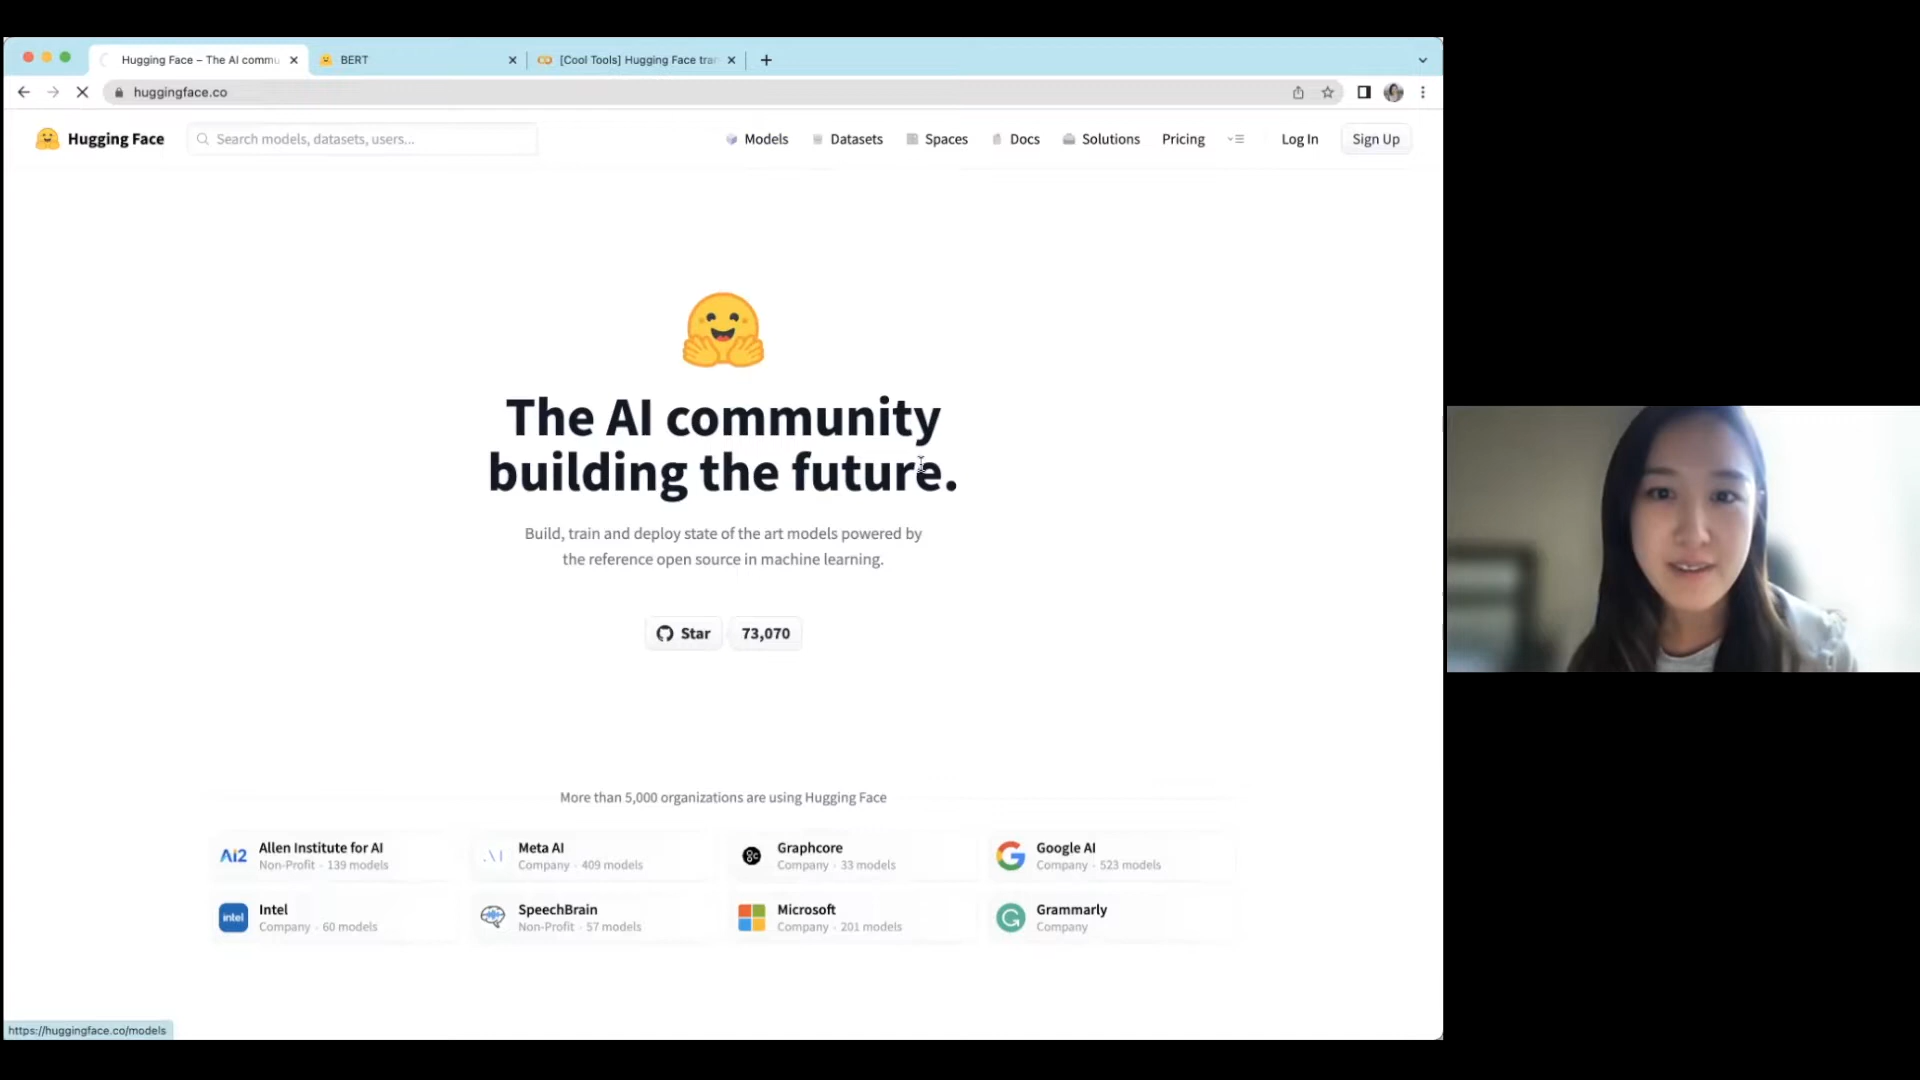 Hugging Face – The AI commu
BERT
[Cool Tools] Hugging Face tra
huggingface.co
Hugging Face
Search models, datasets, users...
Models
Datasets
Spaces
Docs
Solutions
Pricing
Log In
Sign Up
The AI community
building the future.
Build, train and deploy state of the art models powered by
the reference open source in machine learning.
Star
73,070
More than 5,000 organizations are using Hugging Face
Ai2
Allen Institute for AI
Non-Profit · 139 models
Meta AI
Company · 409 models
Graphcore
Company · 33 models
Google AI
Company · 523 models
intel
Intel
Company · 60 models
SpeechBrain
Non-Profit · 57 models
Microsoft
Company · 201 models
Grammarly
Company
https://huggingface.co/models